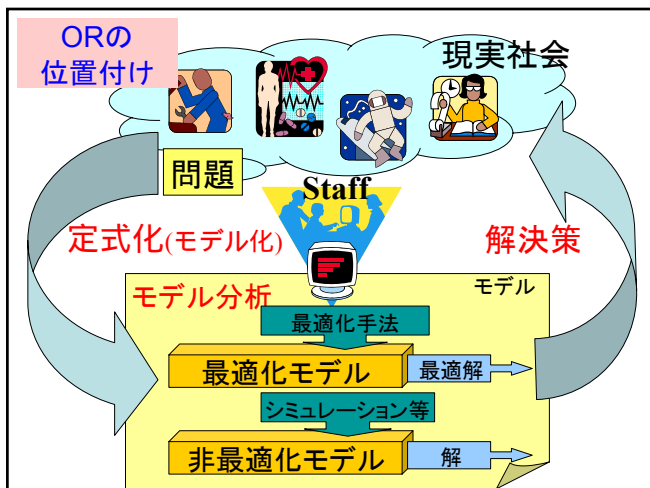 ORの
位置付け
現実社会
問題
Staff
定式化(モデル化)
解決策
モデル分析
モデル
最適化手法
最適化モデル
最適解
シミュレーション等
非最適化モデル
解